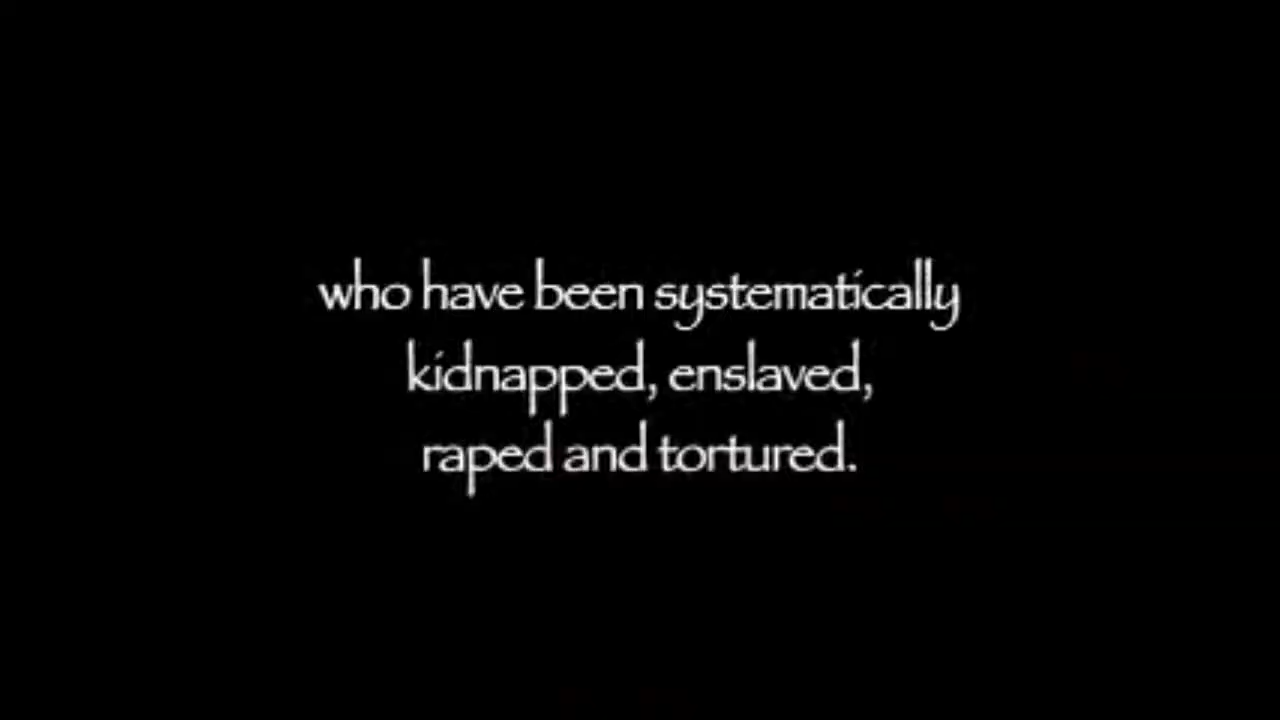 who have been systematically
kidnapped, enslaved,
raped and tortured.